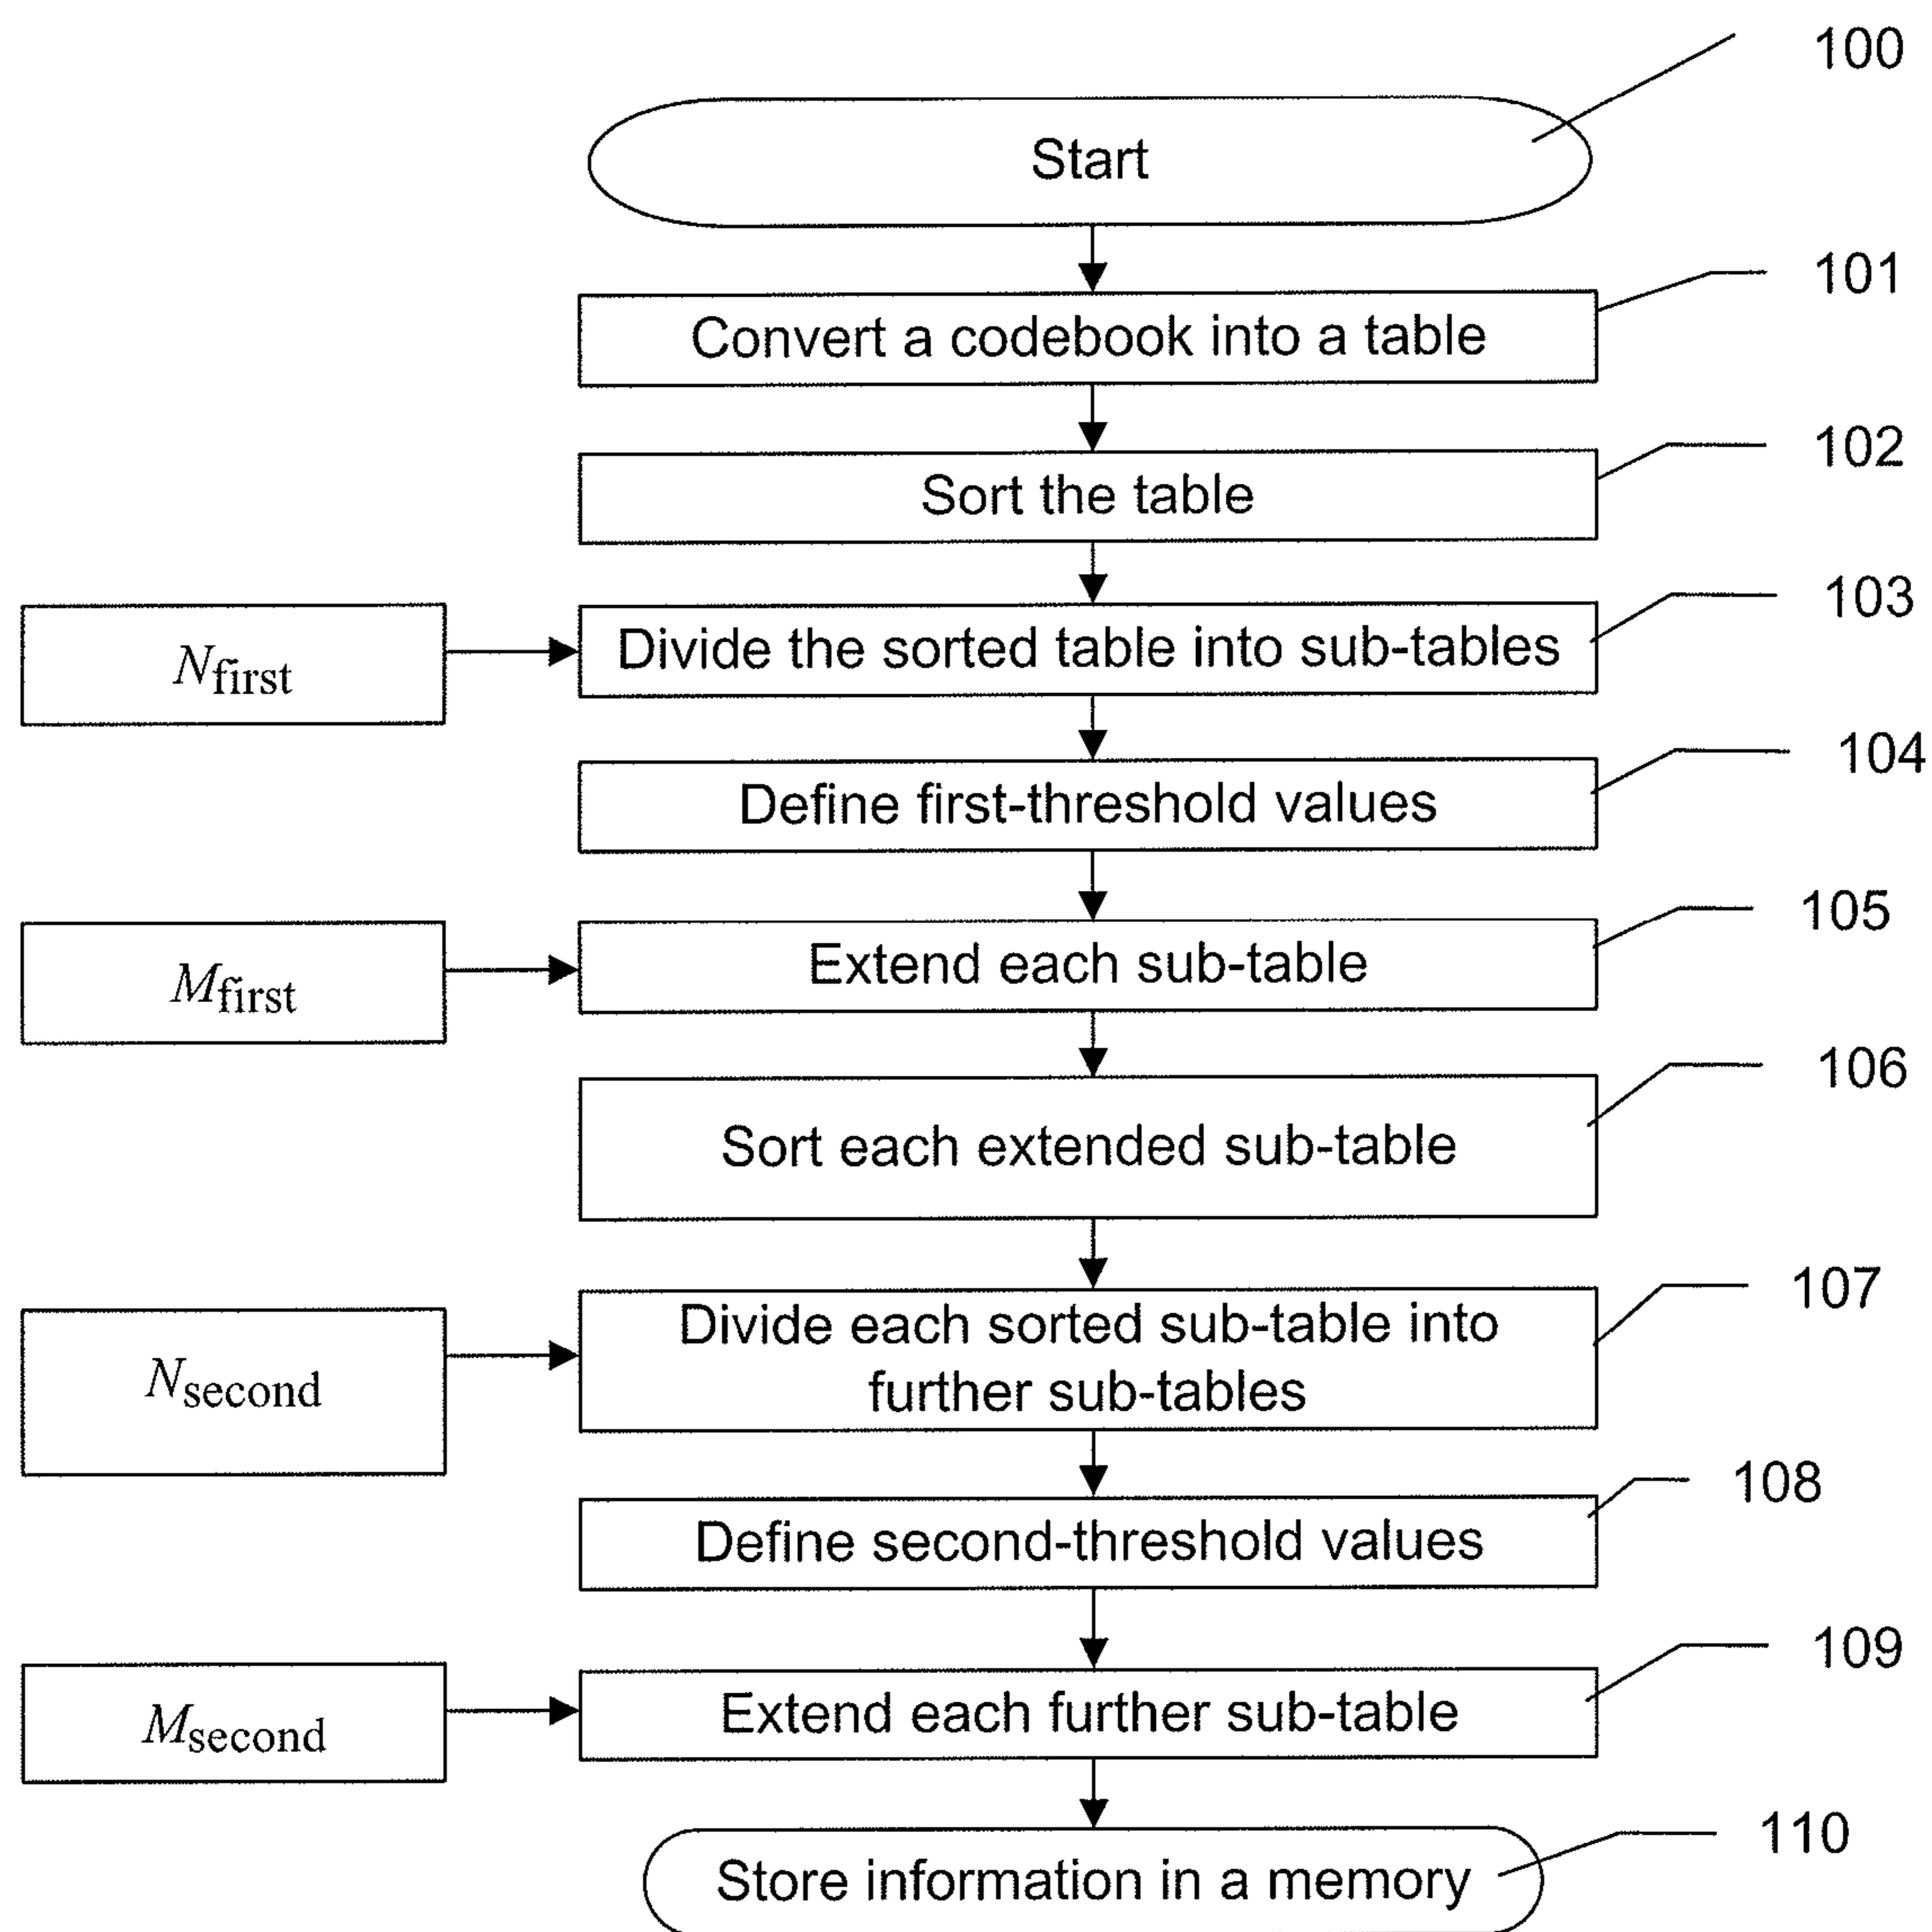 100
Start
101
Convert a codebook into a table
102
Sort the table
103
Nfirst
Divide the sorted table into sub-tables
104
Define first-threshold values
105
Mfirst
Extend each sub-table
106
Sort each extended sub-table
107
Nsecond
Divide each sorted sub-table into
further sub-tables
108
Define second-threshold values
109
Msecond
Extend each further sub-table
110
Store information in a memory